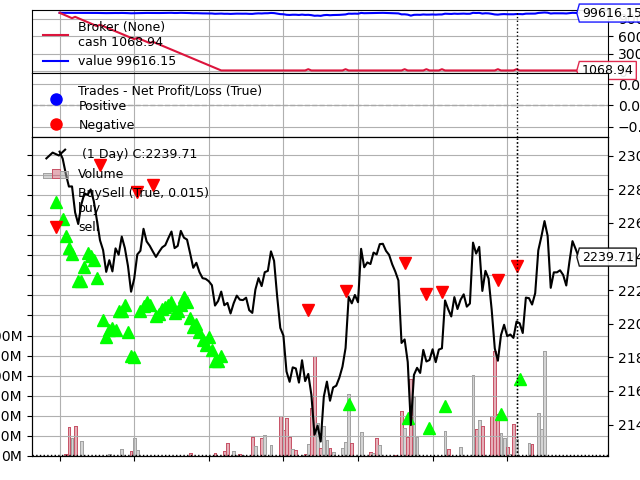 Broker (None)
cash 1068.94
value 99616.15
99616.15
600
300
1068.94
Trades - Net Profit/Loss (True)
Positive
Negative
0.0
0.0
−0.
(1 Day) C:2239.71
Volume
BuySell (True, 0.015)
buy
sell
230
228
226
2239.71
222
220
218
216
214
00M
0M
00M
0M
0M
0M
0M